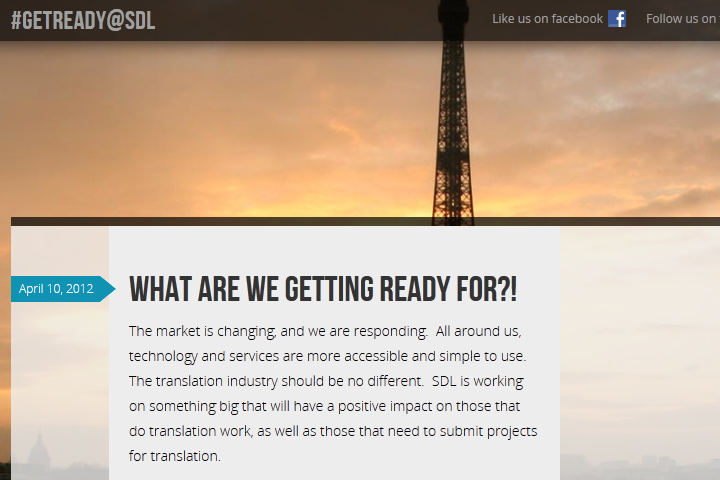 #GETREADY@SDL
Like us on facebook
Follow us on
April 10, 2012
WHAT ARE WE GETTING READY FOR?!
The market is changing, and we are responding.  All around us,
technology and services are more accessible and simple to use.
The translation industry should be no different.  SDL is working
on something big that will have a positive impact on those that
do translation work, as well as those that need to submit projects
for translation.